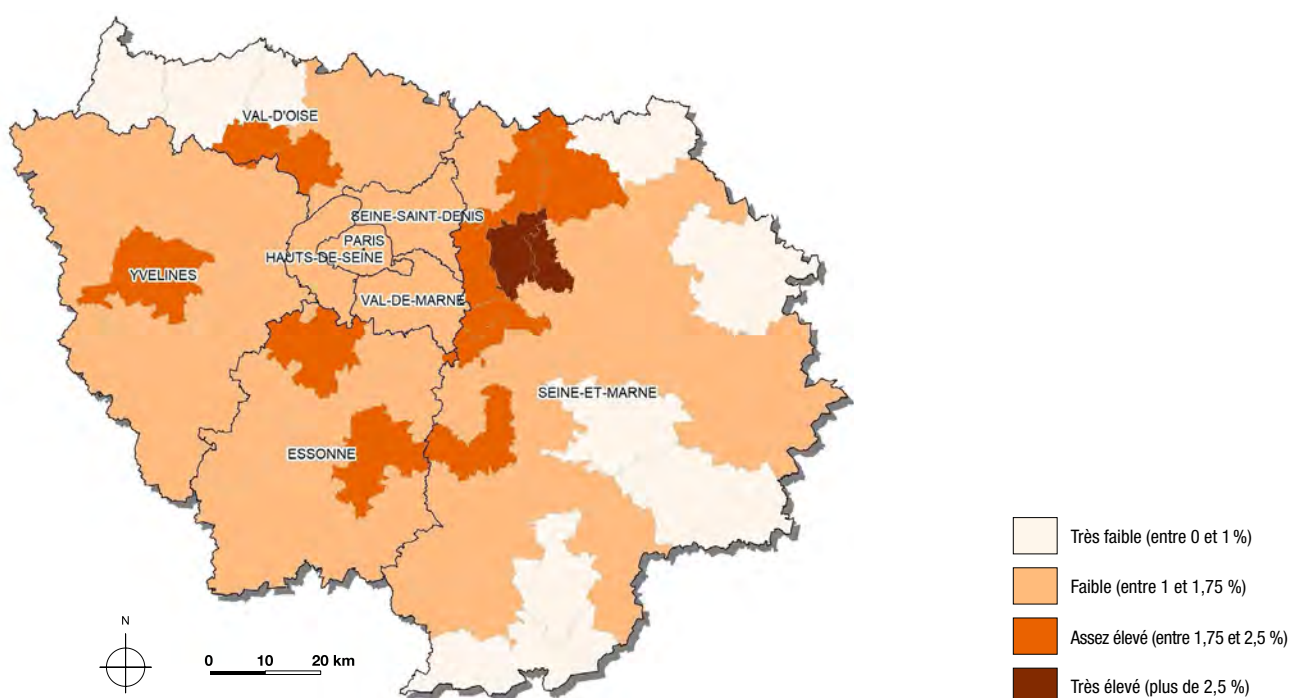 VAL-D'OISE
SEINE-SAINT-DENIS
PARIS
HAUTS-DE-SEINE
YVELINES
VAL-DE-MARNE
SEINE-ET-MARNE
ESSONNE
N
0 10 20 km
Très faible (entre 0 et 1 %)
Faible (entre 1 et 1,75 %)
Assez élevé (entre 1,75 et 2,5 %)
Très élevé (plus de 2,5 %)